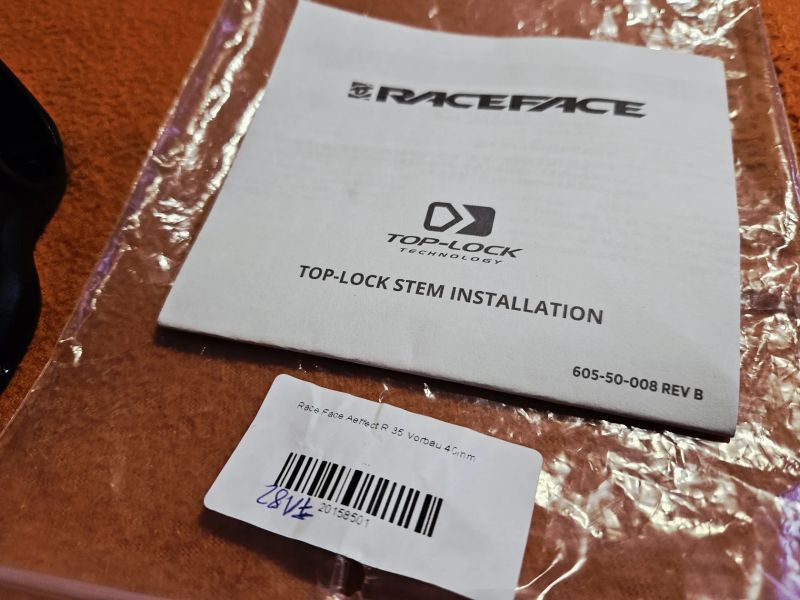 RACEFACE
TOP-LOCK
TECHNOLOGY
TOP-LOCK STEM INSTALLATION
605-50-008 REV B
Race Face Aeffect R 35 Vorbau 40mm
20158501